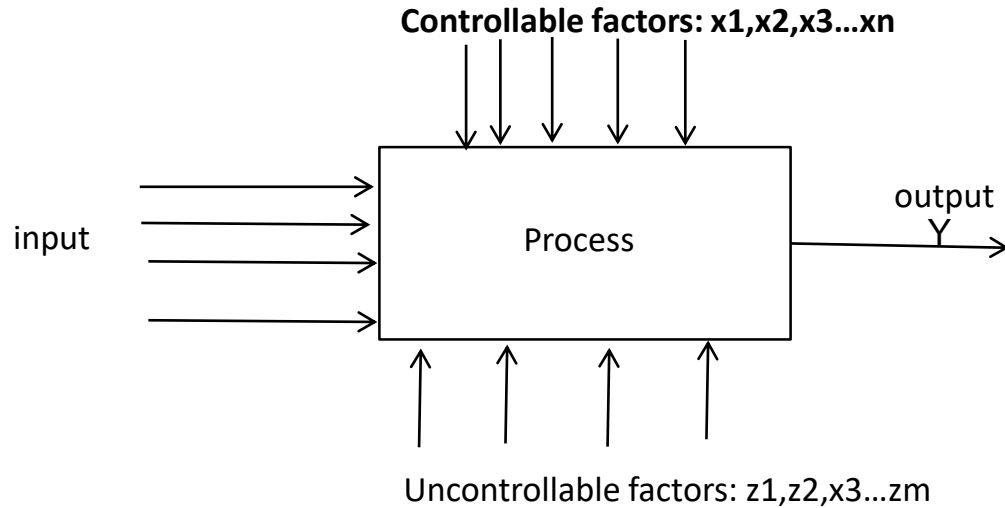 Controllable factors: x1,x2,x3...xn
output
Y
input
Process
Uncontrollable factors: z1,z2,x3...zm